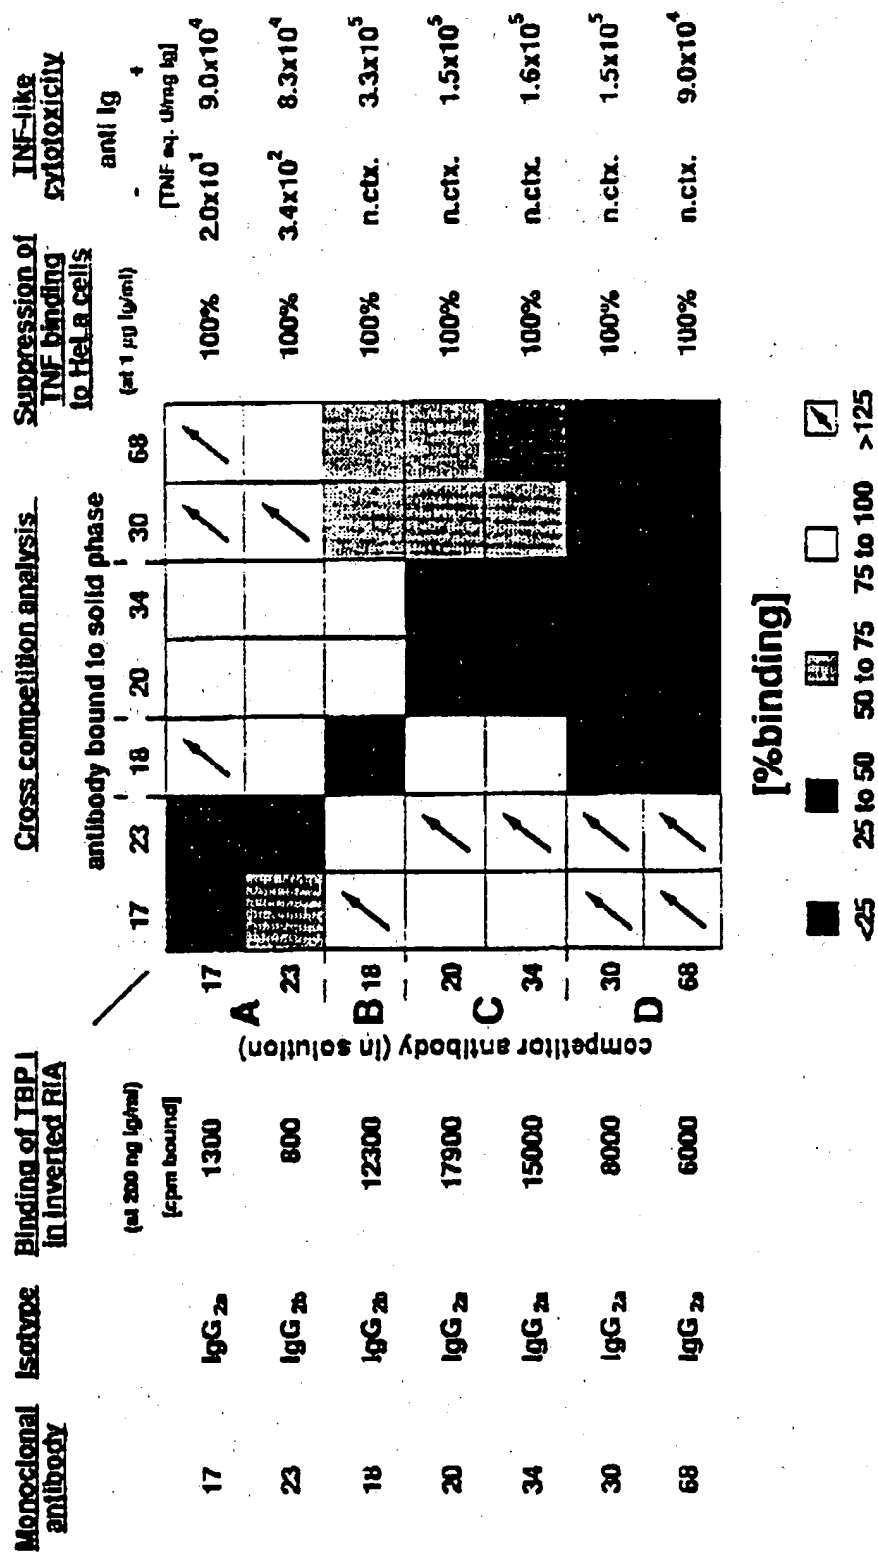 Monoclonal
antibody
Isotype
Binding of TBP I
in inverted RIA
(at 200 ng Ig/ml)
[cpm bound]
Cross competition analysis
antibody bound to solid phase
17 23 18 20 34 30 68
Suppression of
TNF binding
to HeLa cells
(at 1 µg Ig/ml)
TNF-like
cytotoxicity
anti Ig
- +
[TNF eq. U/mg Ig]
competitor antibody (in solution)
A
B
C
D
17 IgG2a 1300 17 100% 2.0x10¹ 9.0x10⁴
23 IgG2b 800 23 100% 3.4x10² 8.3x10⁴
18 IgG2b 12300 18 100% n.ctx. 3.3x10⁵
20 IgG2a 17900 20 100% n.ctx. 1.5x10⁵
34 IgG2a 15000 34 100% n.ctx. 1.6x10⁵
30 IgG2a 8000 30 100% n.ctx. 1.5x10⁵
68 IgG2a 6000 68 100% n.ctx. 9.0x10⁴
[%binding]
<25 25 to 50 50 to 75 75 to 100 >125